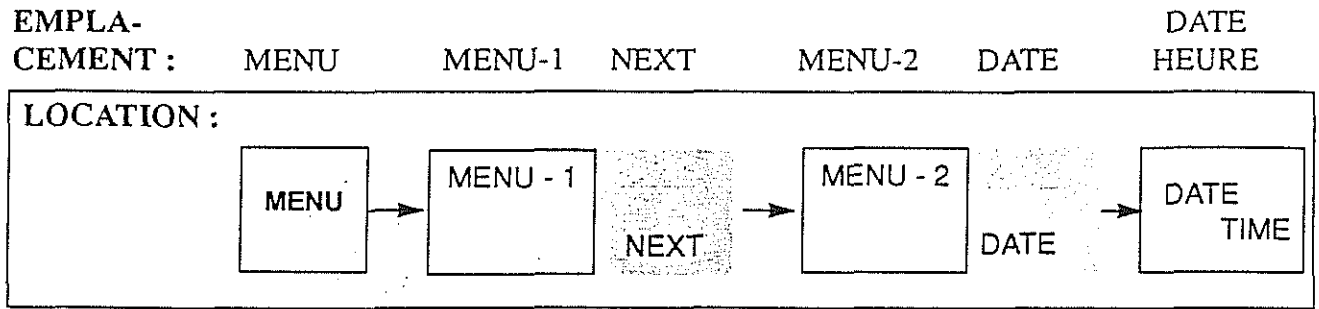 EMPLA-
CEMENT : MENU MENU-1 NEXT MENU-2 DATE DATE HEURE
LOCATION :
MENU
MENU - 1
NEXT
MENU - 2
DATE
DATE
TIME